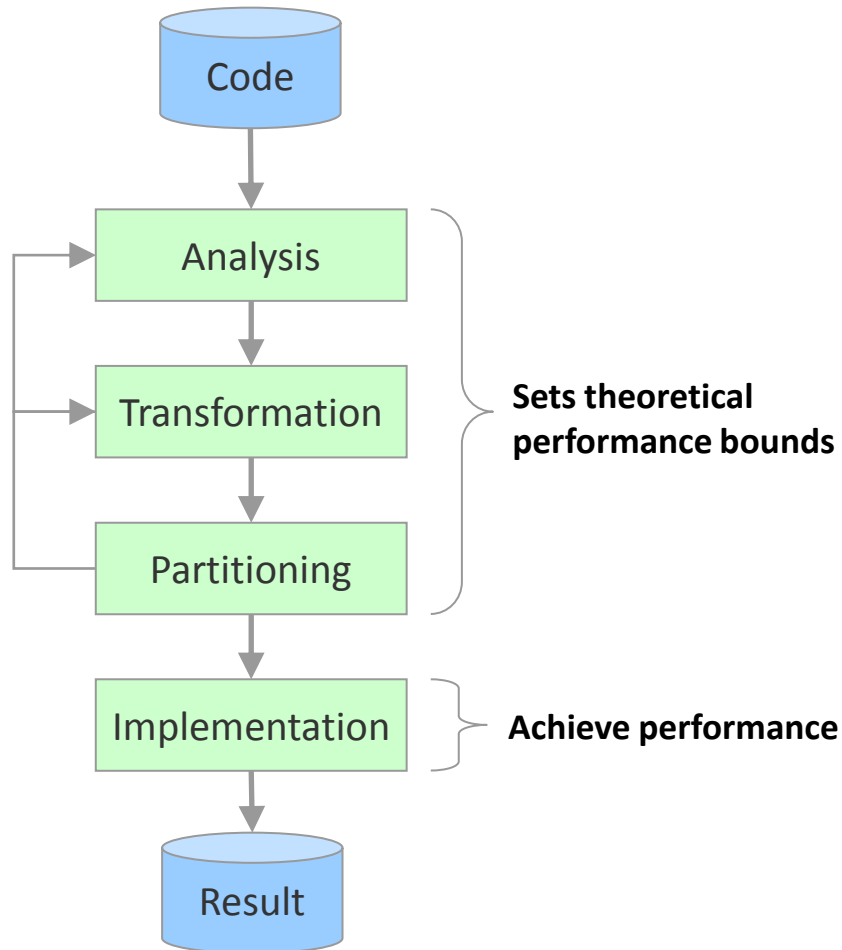 Code
Analysis
Transformation
Sets theoretical
performance bounds
Partitioning
Implementation
Achieve performance
Result